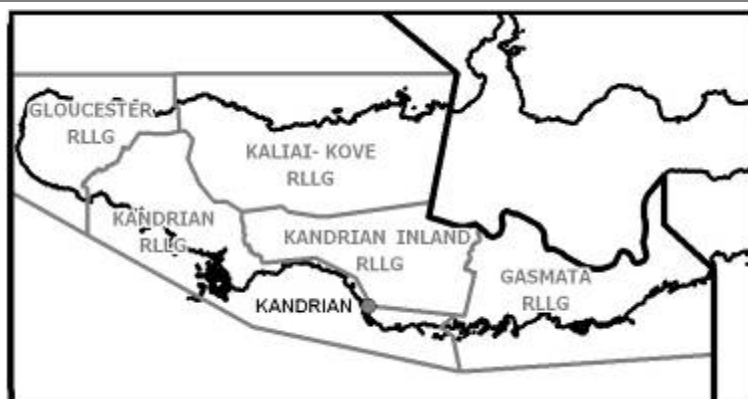 GLOUCESTER
RLLG
KALIAI- KOVE
RLLG
KANDRIAN
RLLG
KANDRIAN INLAND
RLLG
GASMATA
RLLG
KANDRIAN